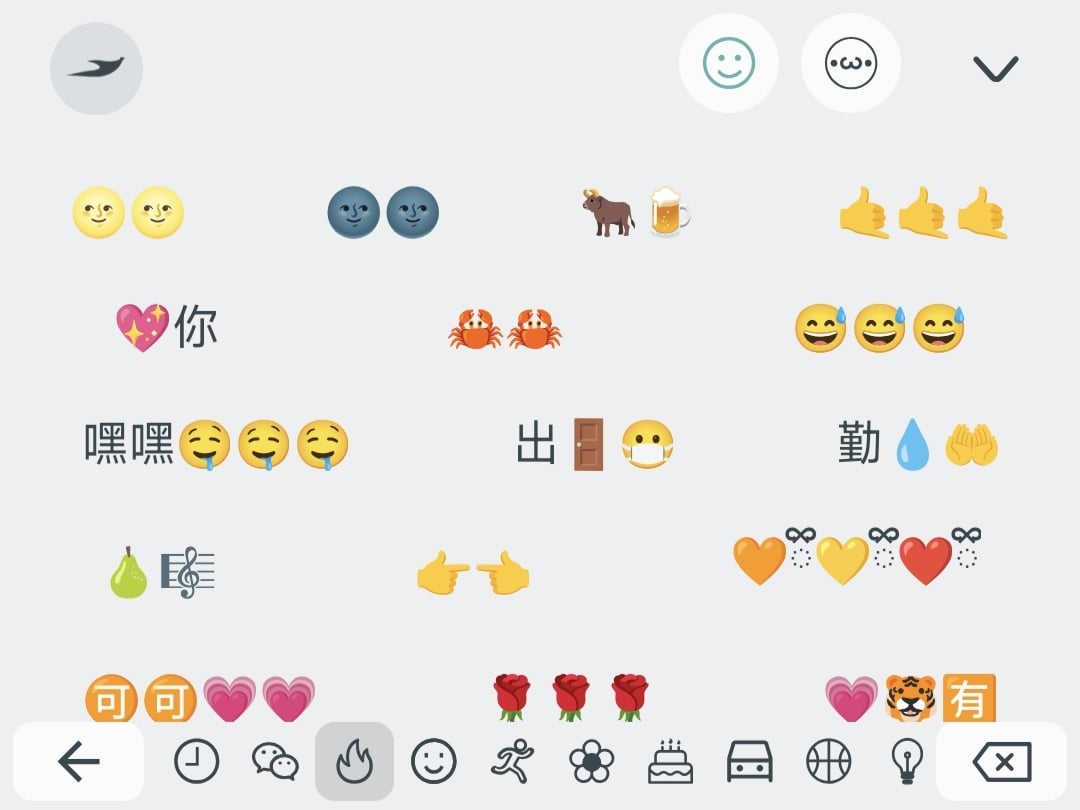 🌝🌝 🌚🌚 🐂🍺 🤙🤙🤙
💖你 🦀🦀 😅😅😅
嘿嘿🤤🤤🤤 出🚪😷 勤💧🤲
🍐🎼 👉👈 🧡ྀི💛ྀི❤️ྀི
🉑🉑💗💗 🌹🌹🌹 💗🐯🈶